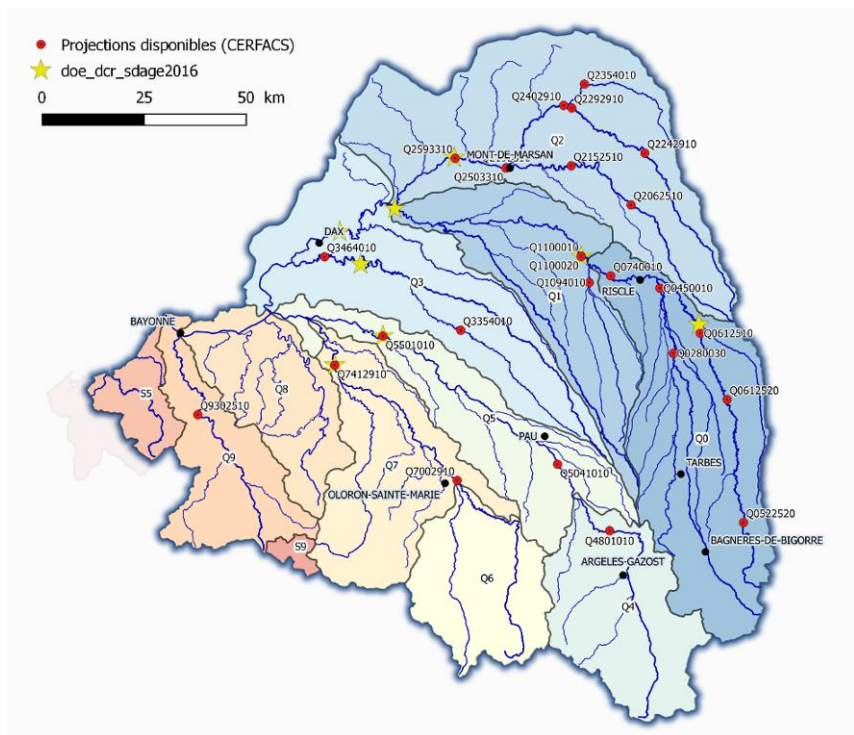 Projections disponibles (CERFACS)
doe_dcr_sdage2016
0 25 50 km
Q2354010
Q2402910
Q2292910
Q2593310
MONT-DE-MARSAN
Q2
Q2242910
Q2503310
Q2152510
Q2062510
DAX
Q3464010
Q1100010
Q1100020
Q0740010
Q3
Q1094010
RISCLE
Q0450010
Q1
BAYONNE
Q3354040
Q0612510
Q5501010
Q0280030
Q7412910
S5
Q8
Q0612520
Q9302510
Q5
PAU
Q0
Q9
Q7
Q7002910
Q5041010
TARBES
OLORON-SAINTE-MARIE
Q0522520
S9
Q4801010
BAGNERES-DE-BIGORRE
ARGELES-GAZOST
Q6
Q4